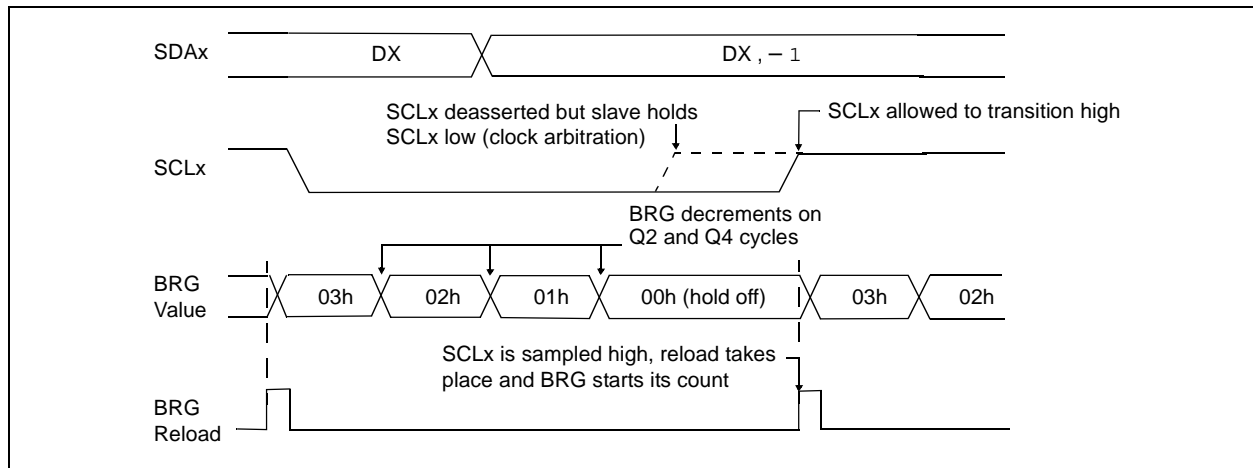 SDAx
DX
DX , – 1
SCLx deasserted but slave holds
SCLx low (clock arbitration)
SCLx allowed to transition high
SCLx
BRG decrements on
Q2 and Q4 cycles
BRG
Value
03h
02h
01h
00h (hold off)
03h
02h
SCLx is sampled high, reload takes
place and BRG starts its count
BRG
Reload